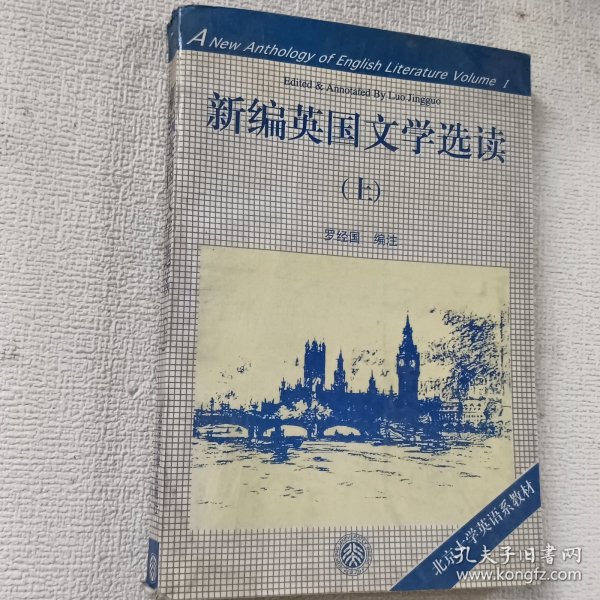 A New Anthology of English Literature Volume I
Edited & Annotated By Luo Jingguo
新编英国文学选读
(上)
罗经国 编注
北京大学英语系教材
孔夫子旧书网
www.kongfz.com